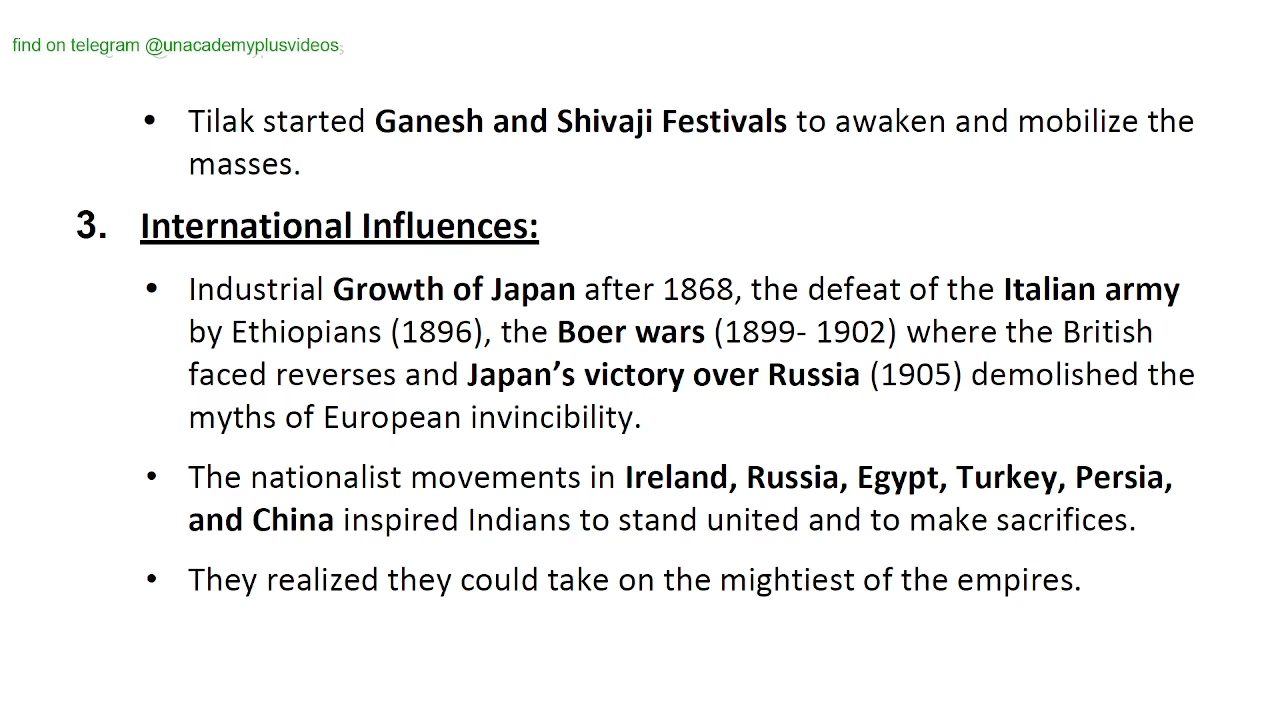 find on telegram @unacademyplusvideos
• Tilak started Ganesh and Shivaji Festivals to awaken and mobilize the
masses.
3. International Influences:
• Industrial Growth of Japan after 1868, the defeat of the Italian army
by Ethiopians (1896), the Boer wars (1899- 1902) where the British
faced reverses and Japan’s victory over Russia (1905) demolished the
myths of European invincibility.
• The nationalist movements in Ireland, Russia, Egypt, Turkey, Persia,
and China inspired Indians to stand united and to make sacrifices.
• They realized they could take on the mightiest of the empires.